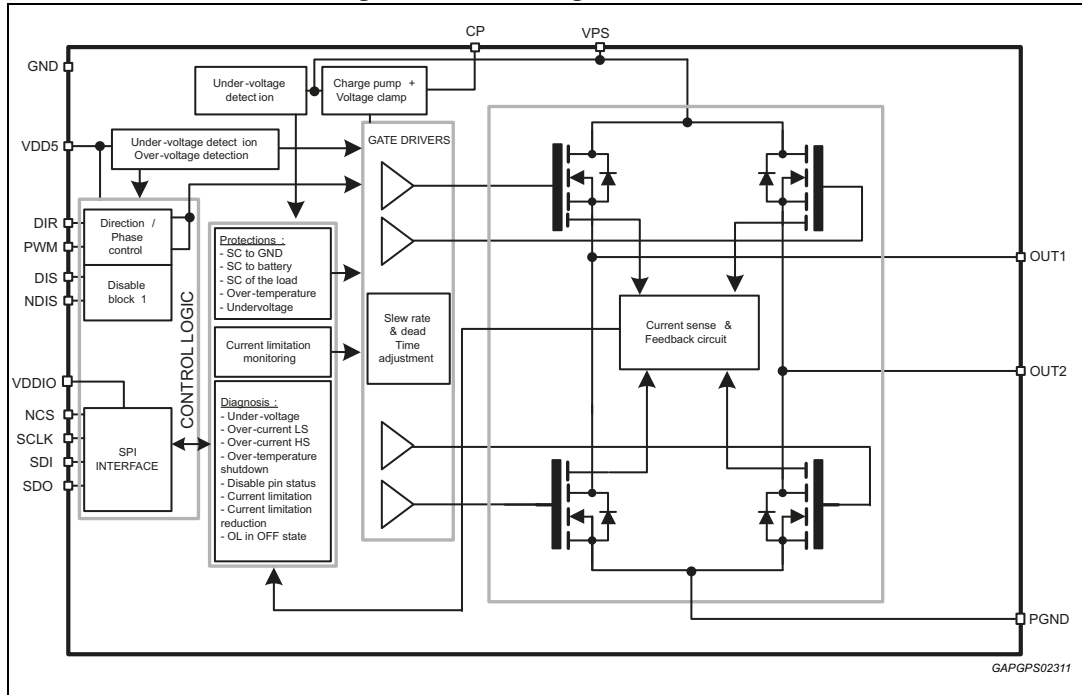 CP
VPS
GND
Under-voltage
detect ion
Charge pump +
Voltage clamp
VDD5
Under-voltage detect ion
Over-voltage detection
GATE DRIVERS
DIR
PWM
DIS
NDIS
Direction /
Phase
control
Disable
block 1
CONTROL LOGIC
VDDIO
NCS
SCLK
SDI
SDO
SPI
INTERFACE
Protections :
- SC to GND
- SC to battery
- SC of the load
- Over-temperature
- Undervoltage
Current limitation
monitoring
Diagnosis :
- Under-voltage
- Over-current LS
- Over-current HS
- Over-temperature
shutdown
- Disable pin status
- Current limitation
- Current limitation
reduction
- OL in OFF state
Slew rate
& dead
Time
adjustment
Current sense &
Feedback circuit
OUT1
OUT2
PGND
GAPGPS02311